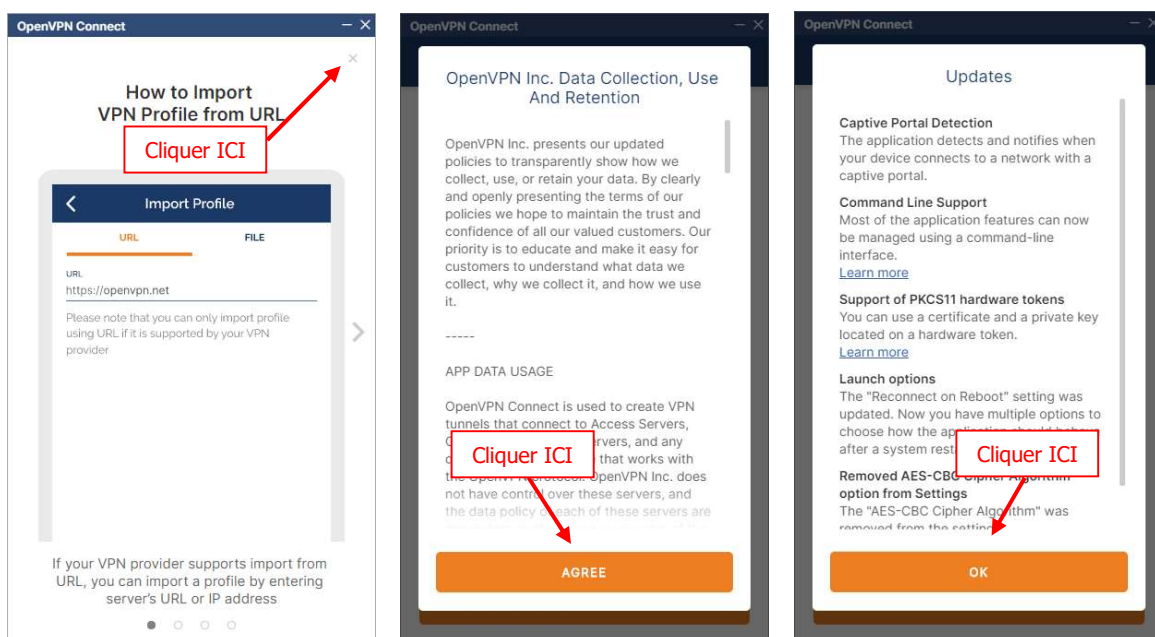 OpenVPN Connect
How to Import
VPN Profile from URL
Cliquer ICI
Import Profile
URL
FILE
URL
https://openvpn.net
Please note that you can only import profile
using URL if it is supported by your VPN
provider
If your VPN provider supports import from
URL, you can import a profile by entering
server's URL or IP address
OpenVPN Connect
OpenVPN Inc. Data Collection, Use
And Retention
OpenVPN Inc. presents our updated
policies to transparently show how we
collect, use, or retain your data. By clearly
and openly presenting the terms of our
policies we hope to maintain the trust and
confidence of all our valued customers. Our
priority is to educate and make it easy for
customers to understand what data we
collect, why we collect it, and how we use
it.
-----
APP DATA USAGE
OpenVPN Connect is used to create VPN
tunnels that connect to Access Servers,
ervers, and any
Cliquer ICI
that works with
the OpenVPN protocol. OpenVPN Inc. does
not have control over these servers, and
the data policy of each of these servers are
AGREE
OpenVPN Connect
Updates
Captive Portal Detection
The application detects and notifies when
your device connects to a network with a
captive portal.
Command Line Support
Most of the application features can now
be managed using a command-line
interface.
Learn more
Support of PKCS11 hardware tokens
You can use a certificate and a private key
located on a hardware token.
Learn more
Launch options
The "Reconnect on Reboot" setting was
updated. Now you have multiple options to
choose how the application should behave
after a system rest
Cliquer ICI
Removed AES-CBC Cipher Algorithm
option from Settings
The "AES-CBC Cipher Algorithm" was
removed from the setting
OK